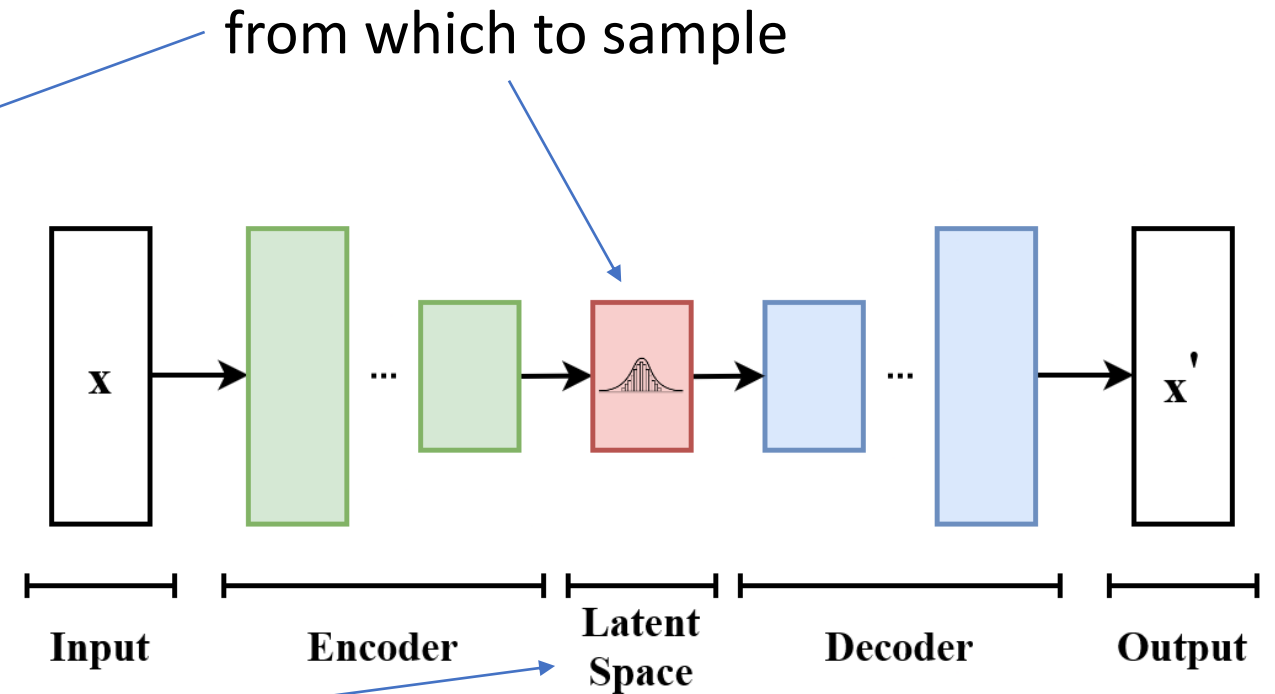 from which to sample
x
...
...
x'
Input
Encoder
Latent
Space
Decoder
Output